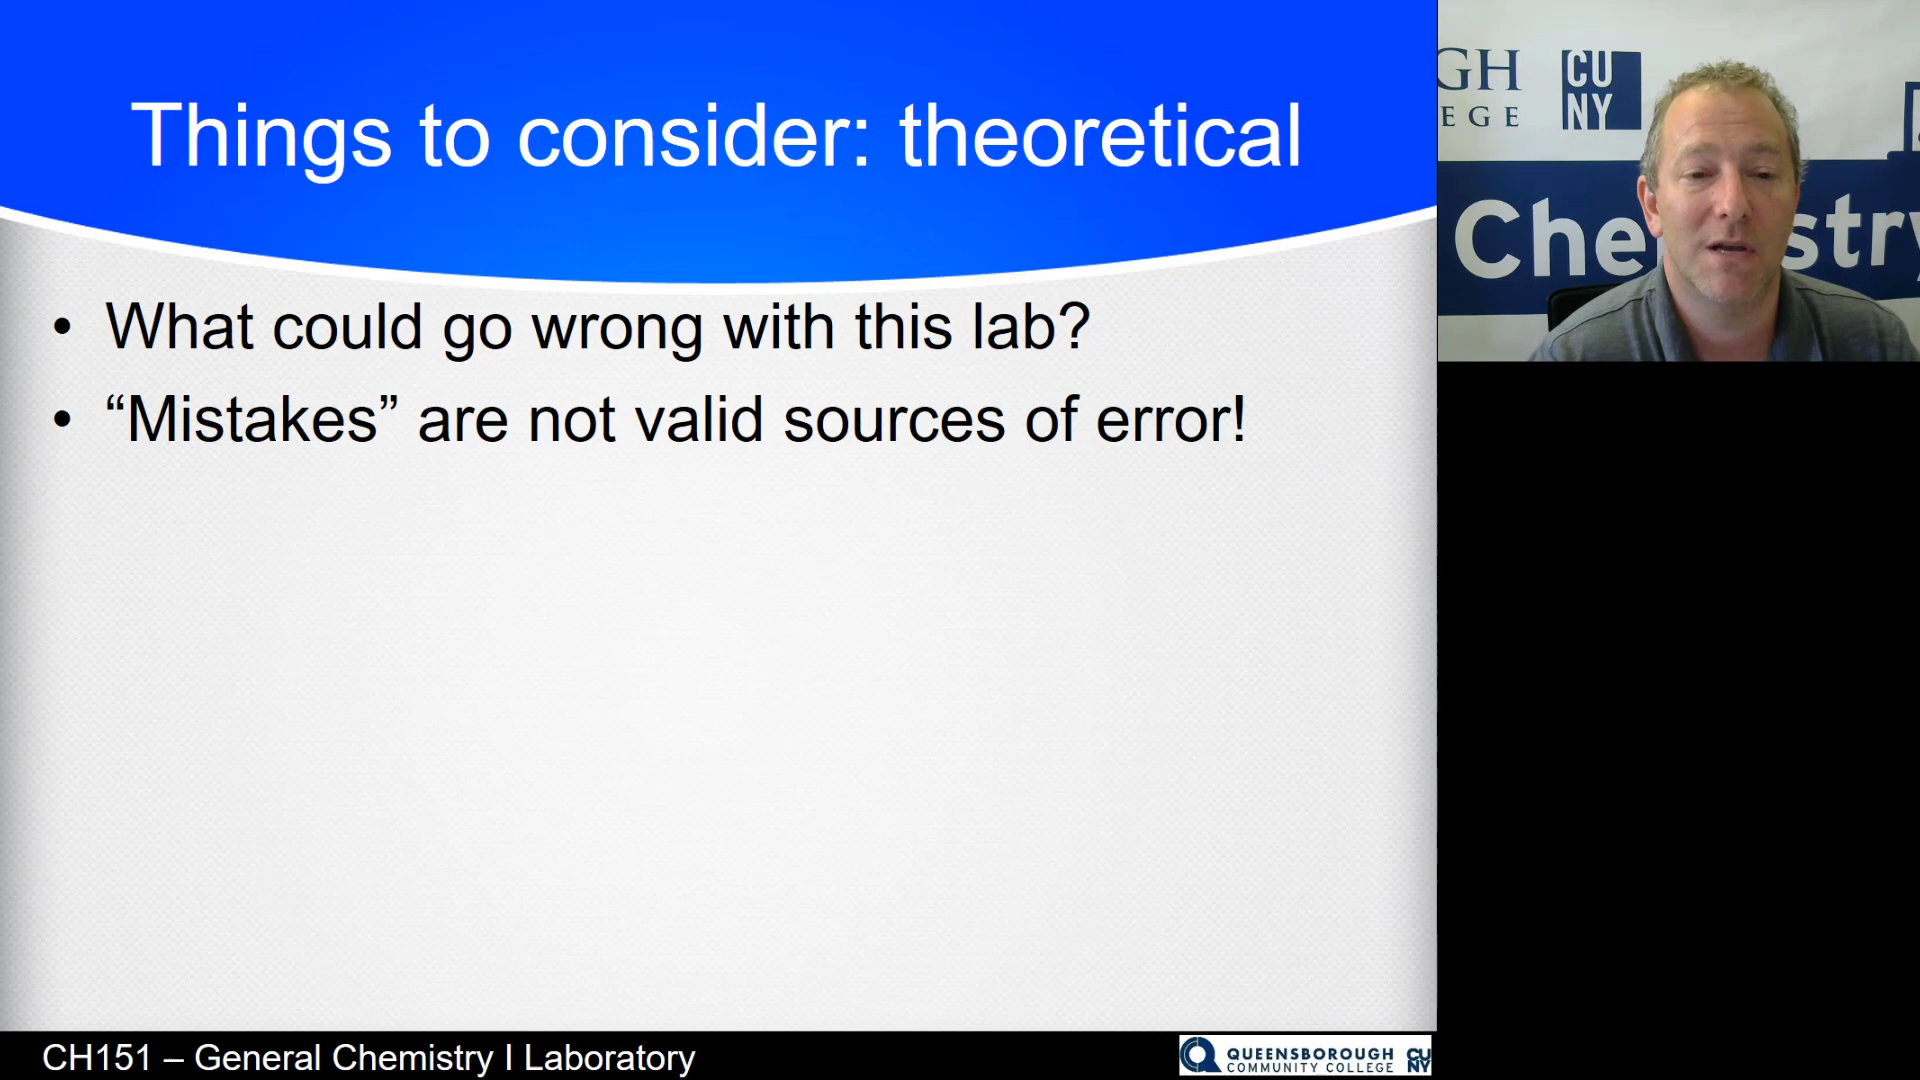 Things to consider: theoretical
• What could go wrong with this lab?
• “Mistakes” are not valid sources of error!
GH
EGE
CU
NY
Che stry
CH151 – General Chemistry I Laboratory
QUEENSBOROUGH
COMMUNITY COLLEGE
CU
NY